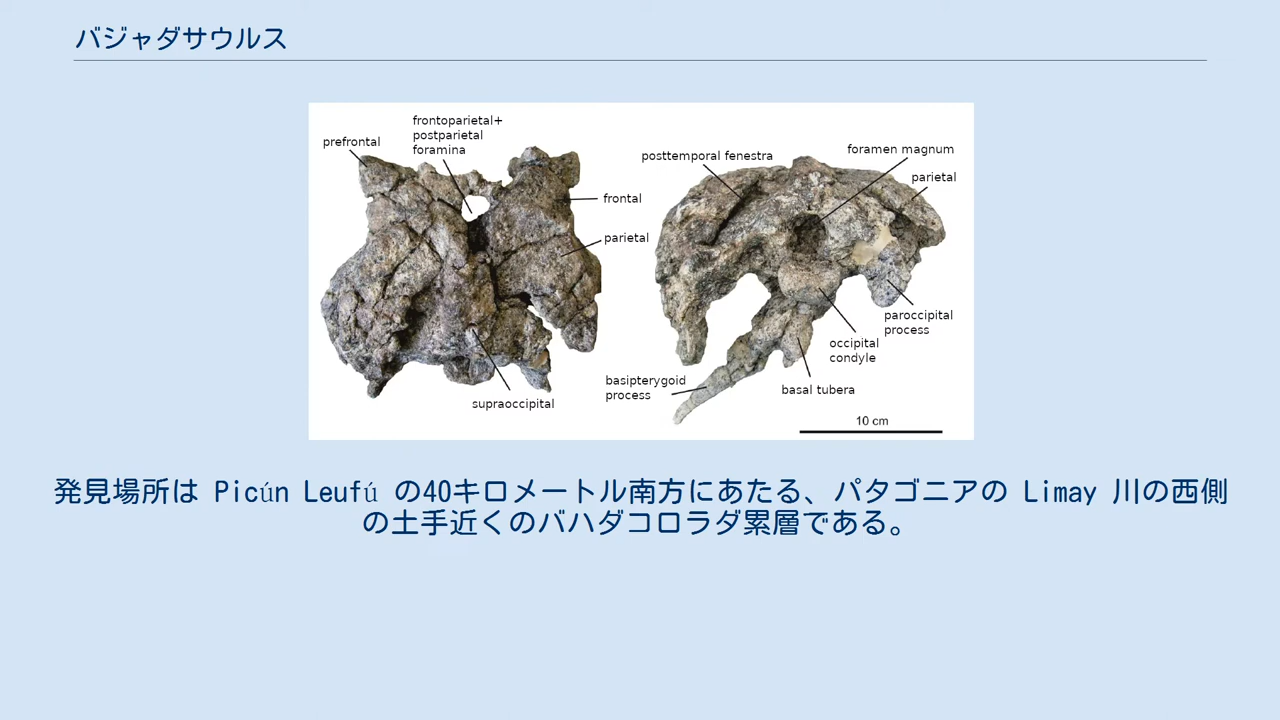 バジャダサウルス
frontoparietal+
postparietal
foramina
prefrontal
frontal
parietal
supraoccipital
posttemporal fenestra
foramen magnum
parietal
paroccipital
process
occipital
condyle
basipterygoid
process
basal tubera
10 cm
発見場所は Picún Leufú の40キロメートル南方にあたる、パタゴニアの Limay 川の西側
の土手近くのバハダコロラダ累層である。